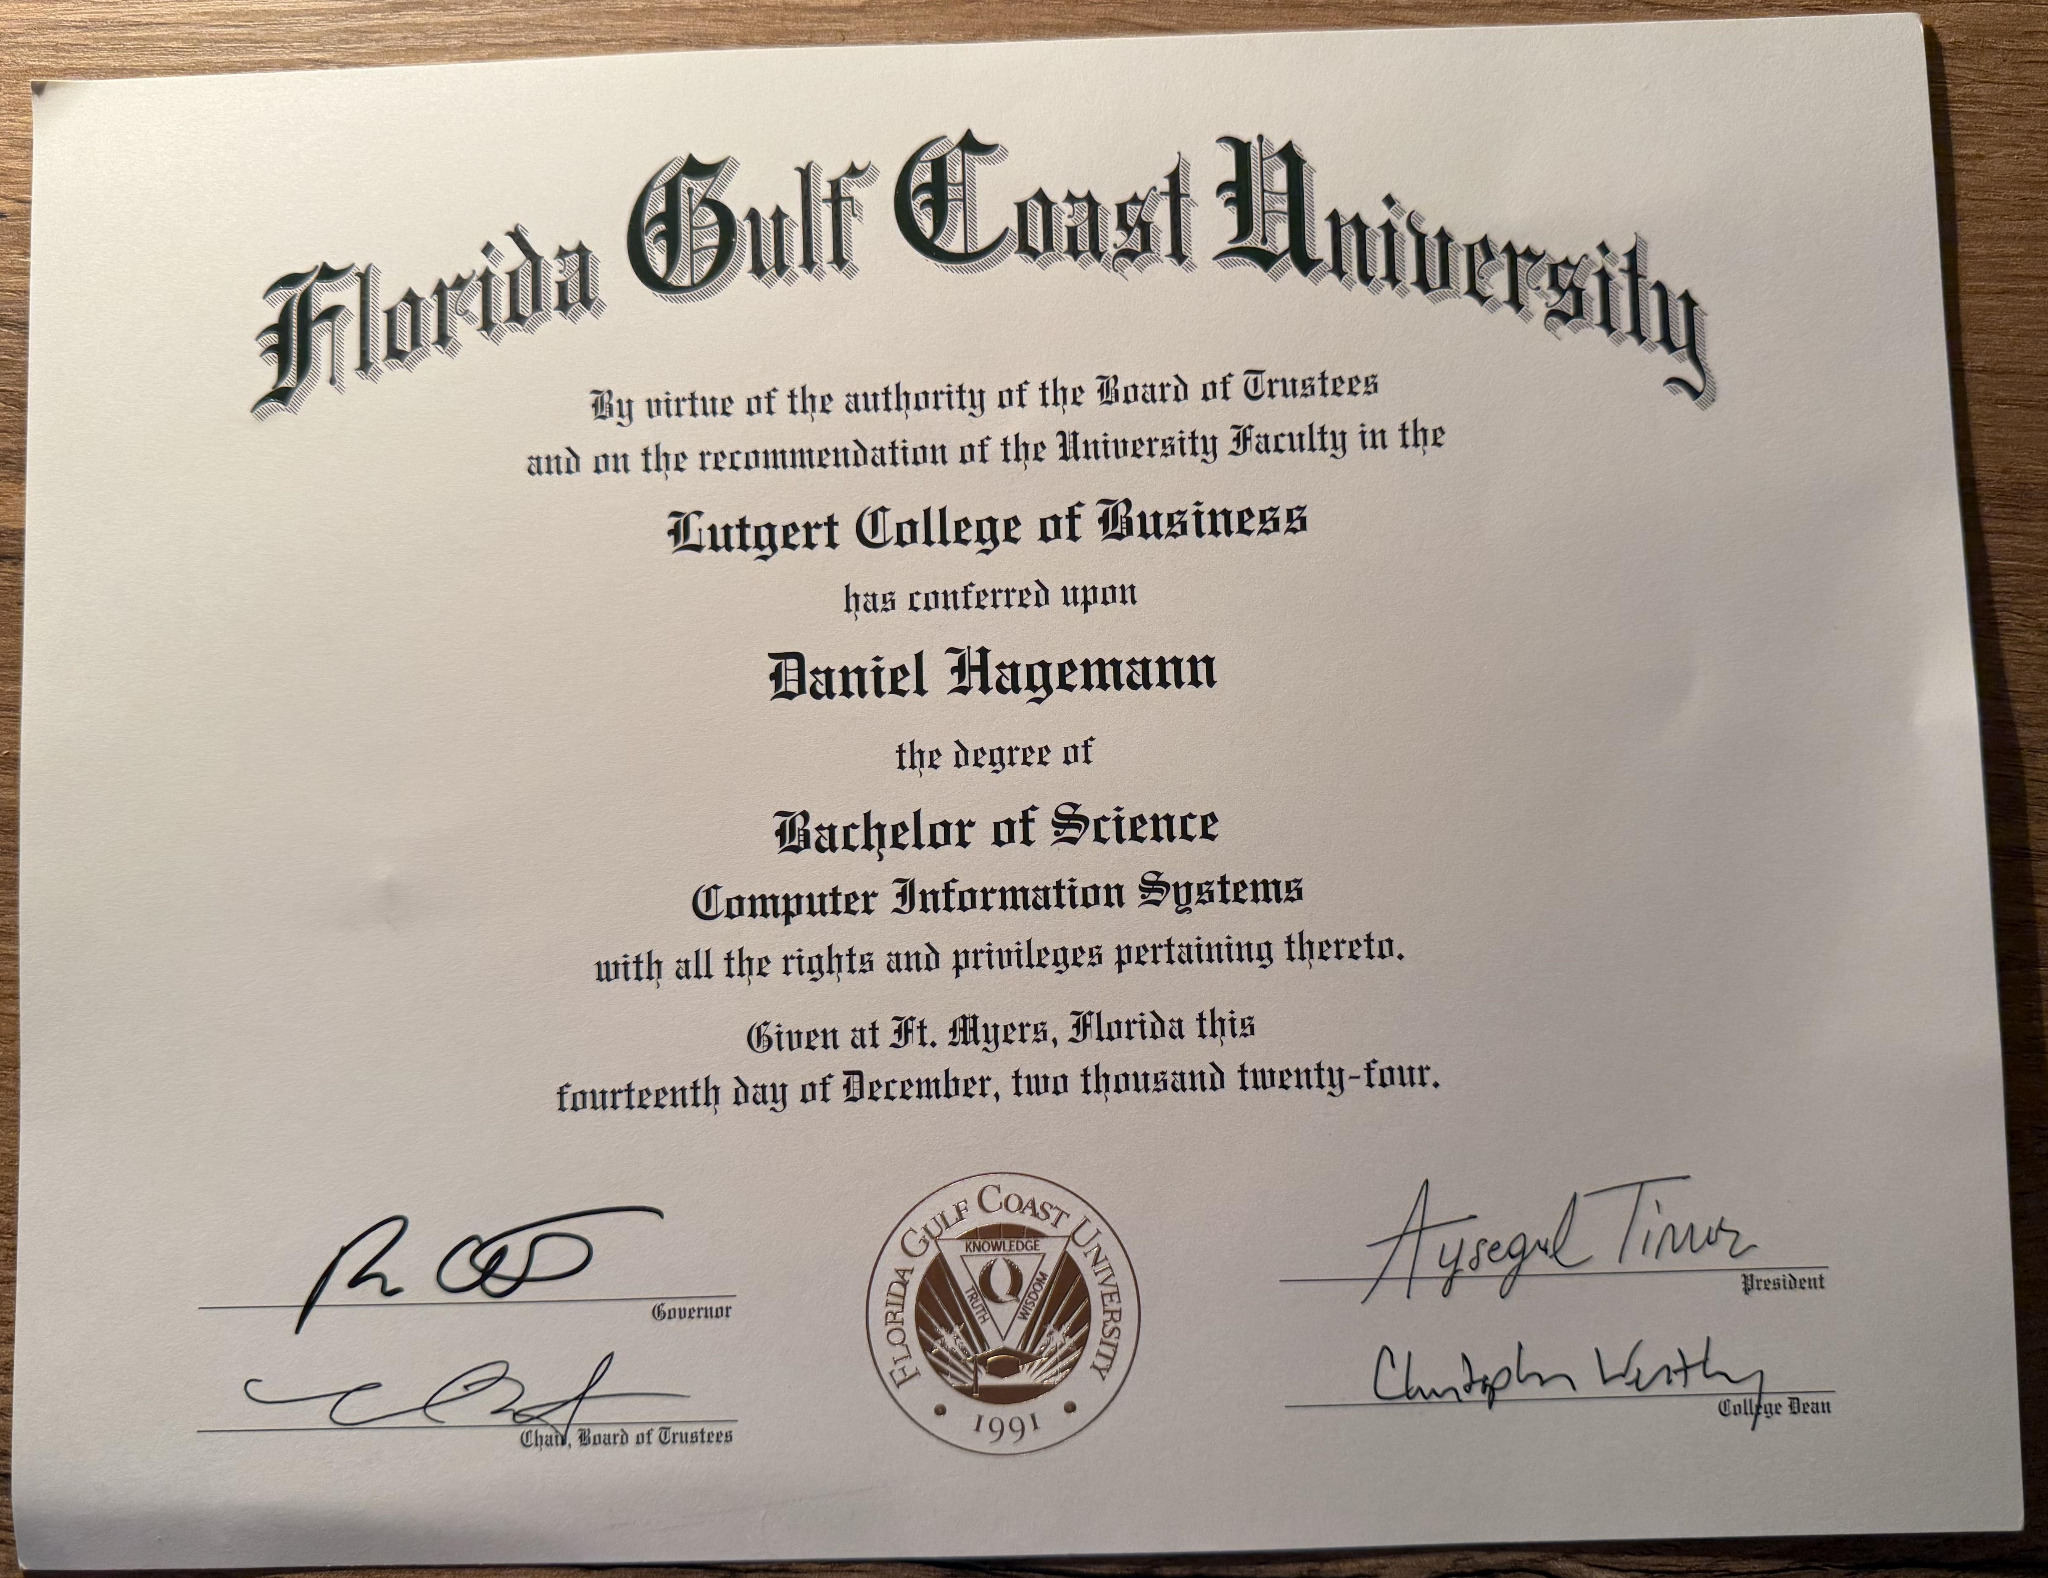 Florida Gulf Coast University
By virtue of the authority of the Board of Trustees
and on the recommendation of the University Faculty in the
Lutgert College of Business
has conferred upon
Daniel Hagemann
the degree of
Bachelor of Science
Computer Information Systems
with all the rights and privileges pertaining thereto.
Given at Ft. Myers, Florida this
fourteenth day of December, two thousand twenty-four.
Governor
Chair, Board of Trustees
FLORIDA GULF COAST UNIVERSITY
KNOWLEDGE
TRUTH
WISDOM
1991
Aysegul Timur
President
Christopher Westley
College Dean